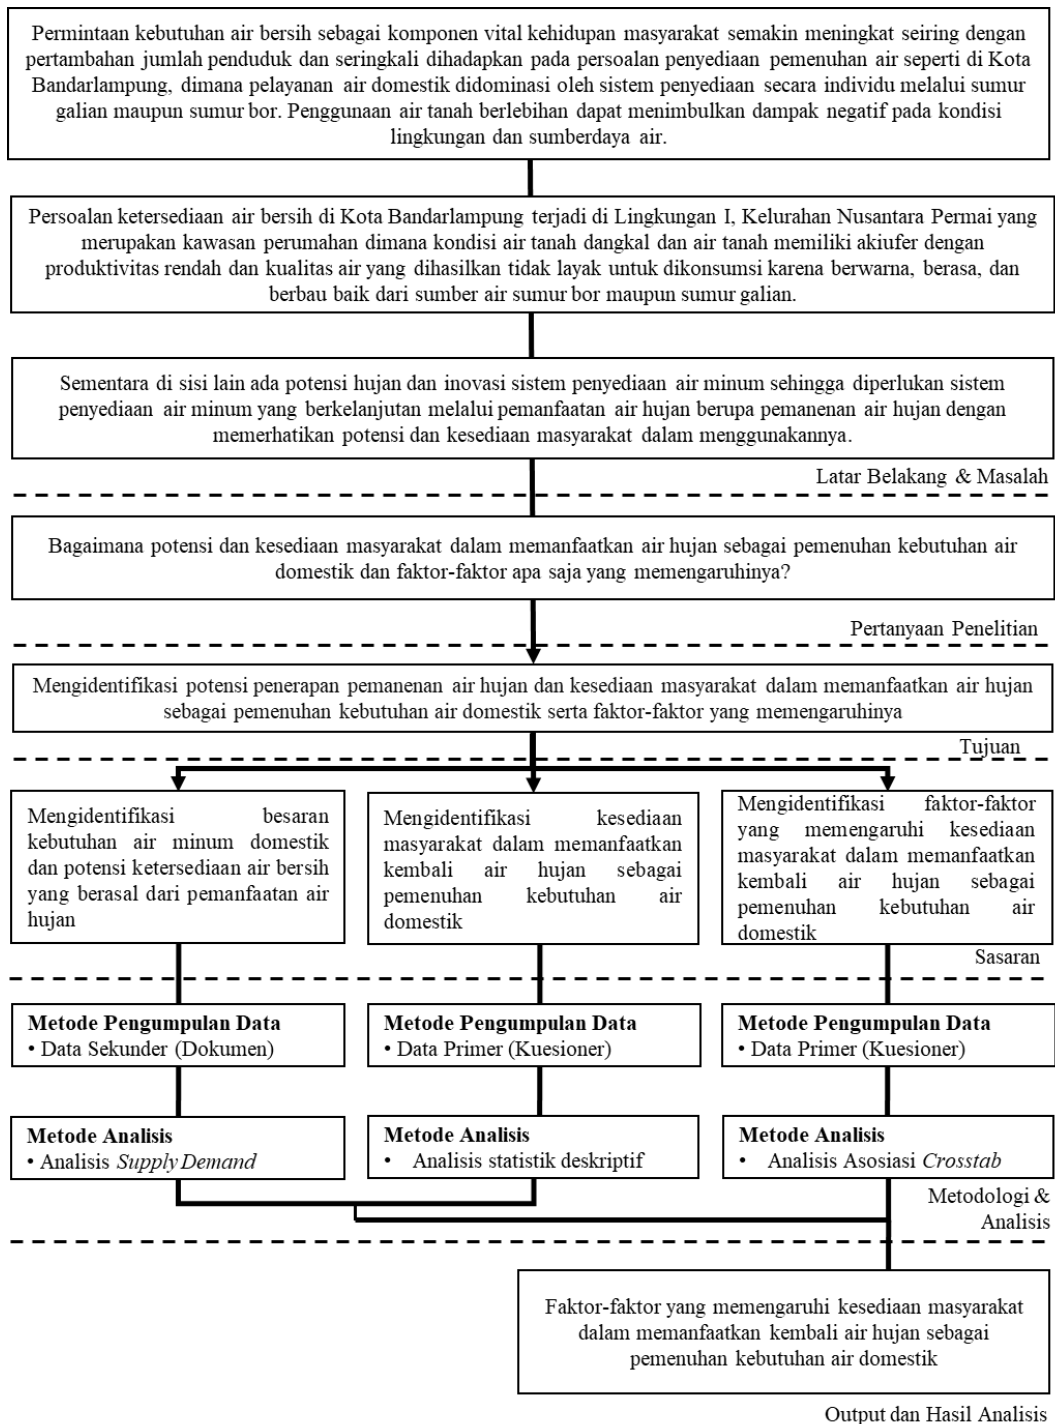 Permintaan kebutuhan air bersih sebagai komponen vital kehidupan masyarakat semakin meningkat seiring dengan
pertambahan jumlah penduduk dan seringkali dihadapkan pada persoalan penyediaan pemenuhan air seperti di Kota
Bandarlampung, dimana pelayanan air domestik didominasi oleh sistem penyediaan secara individu melalui sumur
galian maupun sumur bor. Penggunaan air tanah berlebihan dapat menimbulkan dampak negatif pada kondisi
lingkungan dan sumberdaya air.
Persoalan ketersediaan air bersih di Kota Bandarlampung terjadi di Lingkungan I, Kelurahan Nusantara Permai yang
merupakan kawasan perumahan dimana kondisi air tanah dangkal dan air tanah memiliki akiufer dengan
produktivitas rendah dan kualitas air yang dihasilkan tidak layak untuk dikonsumsi karena berwarna, berasa, dan
berbau baik dari sumber air sumur bor maupun sumur galian.
Sementara di sisi lain ada potensi hujan dan inovasi sistem penyediaan air minum sehingga diperlukan sistem
penyediaan air minum yang berkelanjutan melalui pemanfaatan air hujan berupa pemanenan air hujan dengan
memerhatikan potensi dan kesediaan masyarakat dalam menggunakannya.
Latar Belakang & Masalah
Bagaimana potensi dan kesediaan masyarakat dalam memanfaatkan air hujan sebagai pemenuhan kebutuhan air
domestik dan faktor-faktor apa saja yang memengaruhinya?
Pertanyaan Penelitian
Mengidentifikasi potensi penerapan pemanenan air hujan dan kesediaan masyarakat dalam memanfaatkan air hujan
sebagai pemenuhan kebutuhan air domestik serta faktor-faktor yang memengaruhinya
Tujuan
Mengidentifikasi besaran
kebutuhan air minum domestik
dan potensi ketersediaan air bersih
yang berasal dari pemanfaatan air
hujan
Mengidentifikasi kesediaan
masyarakat dalam memanfaatkan
kembali air hujan sebagai
pemenuhan kebutuhan air
domestik
Mengidentifikasi faktor-faktor
yang memengaruhi kesediaan
masyarakat dalam memanfaatkan
kembali air hujan sebagai
pemenuhan kebutuhan air
domestik
Sasaran
Metode Pengumpulan Data
• Data Sekunder (Dokumen)
Metode Pengumpulan Data
• Data Primer (Kuesioner)
Metode Pengumpulan Data
• Data Primer (Kuesioner)
Metode Analisis
• Analisis Supply Demand
Metode Analisis
• Analisis statistik deskriptif
Metode Analisis
• Analisis Asosiasi Crosstab
Metodologi &
Analisis
Faktor-faktor yang memengaruhi kesediaan masyarakat
dalam memanfaatkan kembali air hujan sebagai
pemenuhan kebutuhan air domestik
Output dan Hasil Analisis